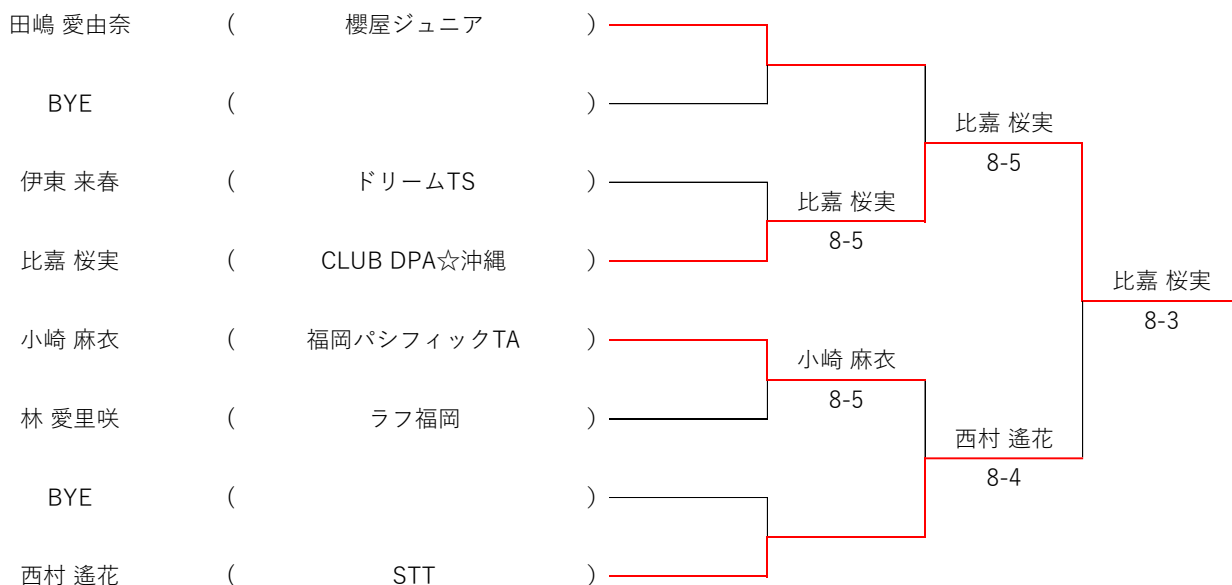 田嶋 愛由奈 ( 櫻屋ジュニア )
BYE ( )
比嘉 桜実
8-5
伊東 来春 ( ドリームTS )
比嘉 桜実
8-5
比嘉 桜実 ( CLUB DPA☆沖縄 )
比嘉 桜実
8-3
小崎 麻衣 ( 福岡パシフィックTA )
小崎 麻衣
8-5
林 愛里咲 ( ラフ福岡 )
西村 遙花
8-4
BYE ( )
西村 遙花 ( STT )